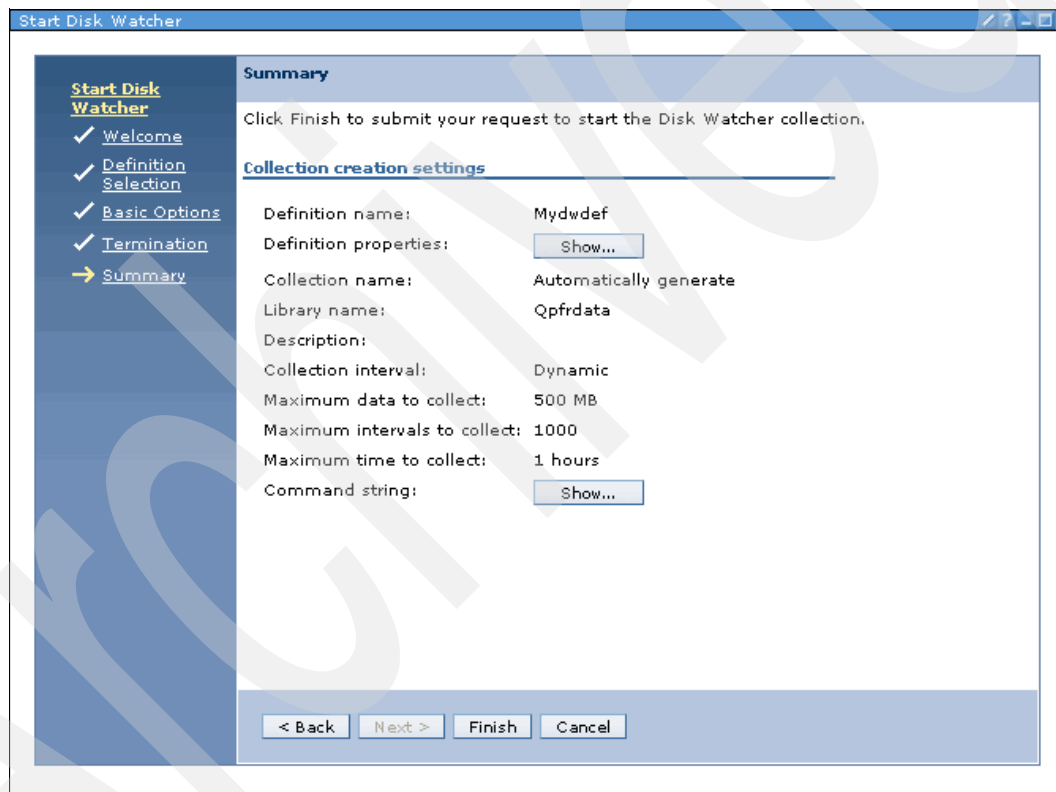 Start Disk Watcher
Start Disk
Watcher
Welcome
Definition
Selection
Basic Options
Termination
Summary
Summary
Click Finish to submit your request to start the Disk Watcher collection.
Collection creation settings
Definition name: Mydwdef
Definition properties: Show...
Collection name: Automatically generate
Library name: Qpfrdata
Description:
Collection interval: Dynamic
Maximum data to collect: 500 MB
Maximum intervals to collect: 1000
Maximum time to collect: 1 hours
Command string: Show...
< Back Next > Finish Cancel